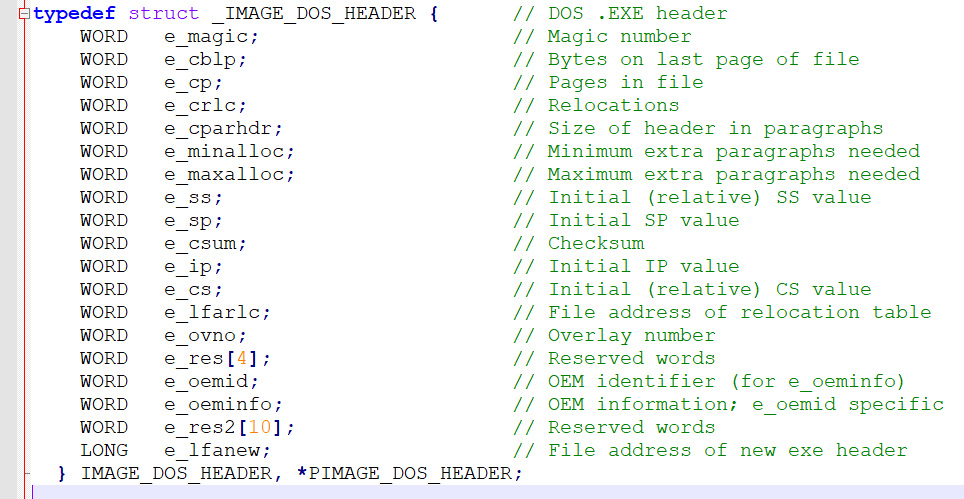 typedef struct _IMAGE_DOS_HEADER {      // DOS .EXE header
    WORD   e_magic;                     // Magic number
    WORD   e_cblp;                      // Bytes on last page of file
    WORD   e_cp;                        // Pages in file
    WORD   e_crlc;                      // Relocations
    WORD   e_cparhdr;                   // Size of header in paragraphs
    WORD   e_minalloc;                  // Minimum extra paragraphs needed
    WORD   e_maxalloc;                  // Maximum extra paragraphs needed
    WORD   e_ss;                        // Initial (relative) SS value
    WORD   e_sp;                        // Initial SP value
    WORD   e_csum;                      // Checksum
    WORD   e_ip;                        // Initial IP value
    WORD   e_cs;                        // Initial (relative) CS value
    WORD   e_lfarlc;                    // File address of relocation table
    WORD   e_ovno;                      // Overlay number
    WORD   e_res[4];                    // Reserved words
    WORD   e_oemid;                     // OEM identifier (for e_oeminfo)
    WORD   e_oeminfo;                   // OEM information; e_oemid specific
    WORD   e_res2[10];                  // Reserved words
    LONG   e_lfanew;                    // File address of new exe header
  } IMAGE_DOS_HEADER, *PIMAGE_DOS_HEADER;